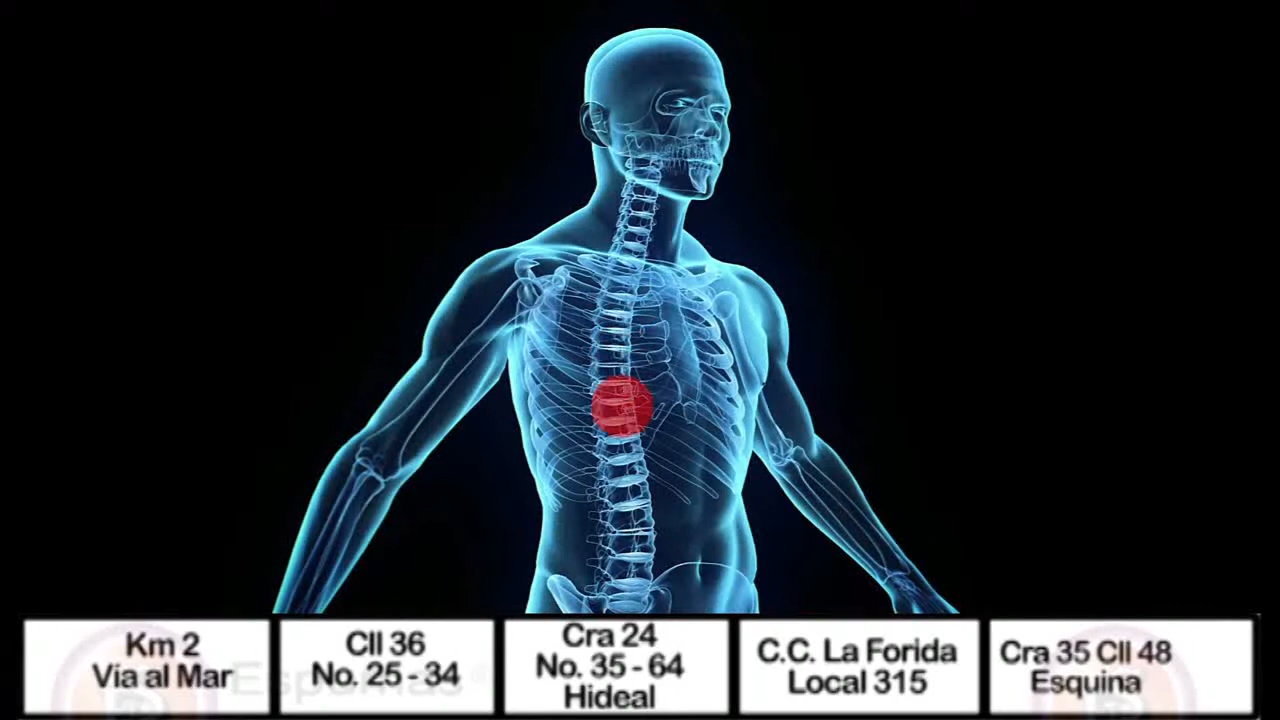 Km 2
Via al Mar
Cll 36
No. 25 - 34
Cra 24
No. 35 - 64
Hideal
C.C. La Forida
Local 315
Cra 35 Cll 48
Esquina
Espumas